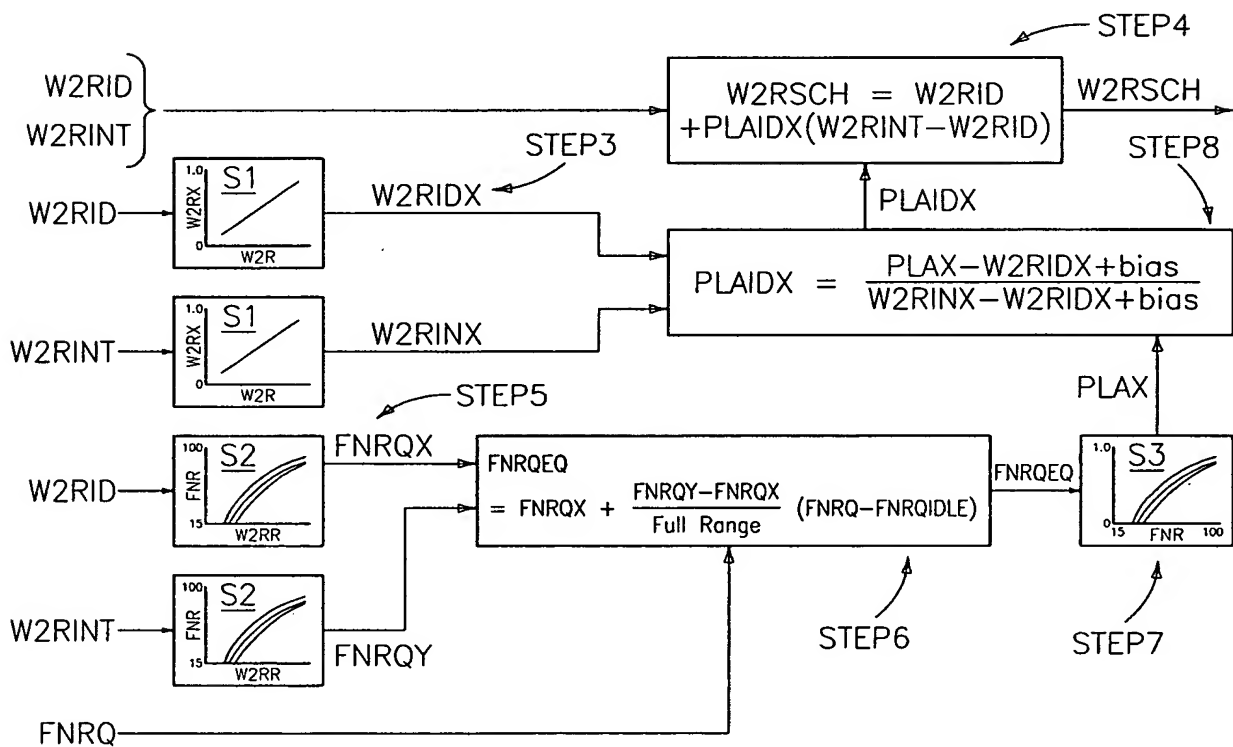 STEP4
W2RID
W2RINT
W2RSCH = W2RID
+PLAIDX(W2RINT-W2RID)
W2RSCH
STEP3
STEP8
W2RID
1.0
S1
W2RX
0
W2R
W2RIDX
PLAIDX
PLAIDX = PLAX-W2RIDX+bias
W2RINX-W2RIDX+bias
W2RINT
1.0
S1
W2RX
0
W2R
W2RINX
PLAX
STEP5
W2RID
100
S2
FNR
15
W2RR
FNRQX
FNRQEQ
= FNRQX + FNRQY-FNRQX (FNRQ-FNRQIDLE)
Full Range
FNRQEQ
1.0
S3
0
15
FNR
100
W2RINT
100
S2
FNR
15
W2RR
FNRQY
STEP6
STEP7
FNRQ